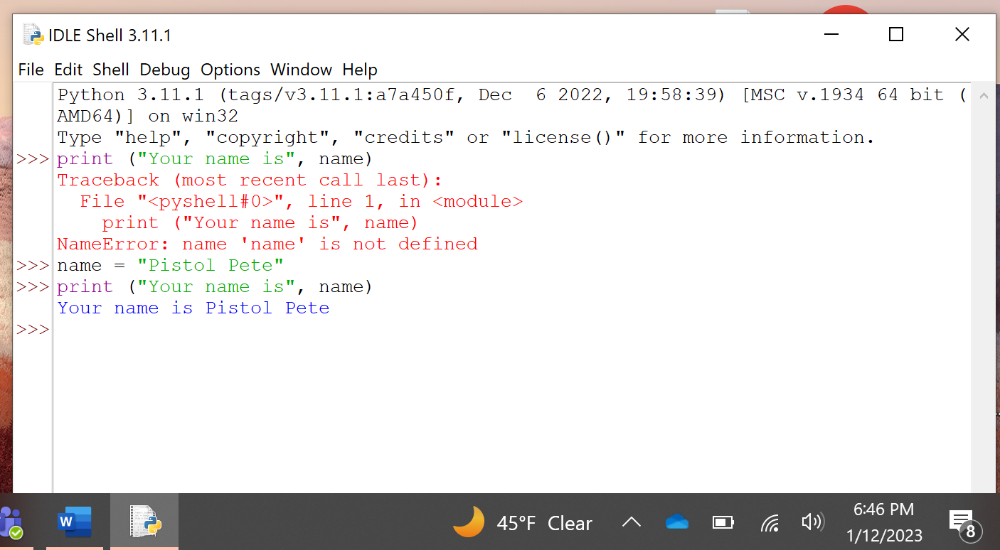 IDLE Shell 3.11.1
File Edit Shell Debug Options Window Help
Python 3.11.1 (tags/v3.11.1:a7a450f, Dec  6 2022, 19:58:39) [MSC v.1934 64 bit (
AMD64)] on win32
Type "help", "copyright", "credits" or "license()" for more information.
>>> print ("Your name is", name)
Traceback (most recent call last):
  File "<pyshell#0>", line 1, in <module>
    print ("Your name is", name)
NameError: name 'name' is not defined
>>> name = "Pistol Pete"
>>> print ("Your name is", name)
Your name is Pistol Pete
>>>
W
45°F Clear
6:46 PM
1/12/2023
8